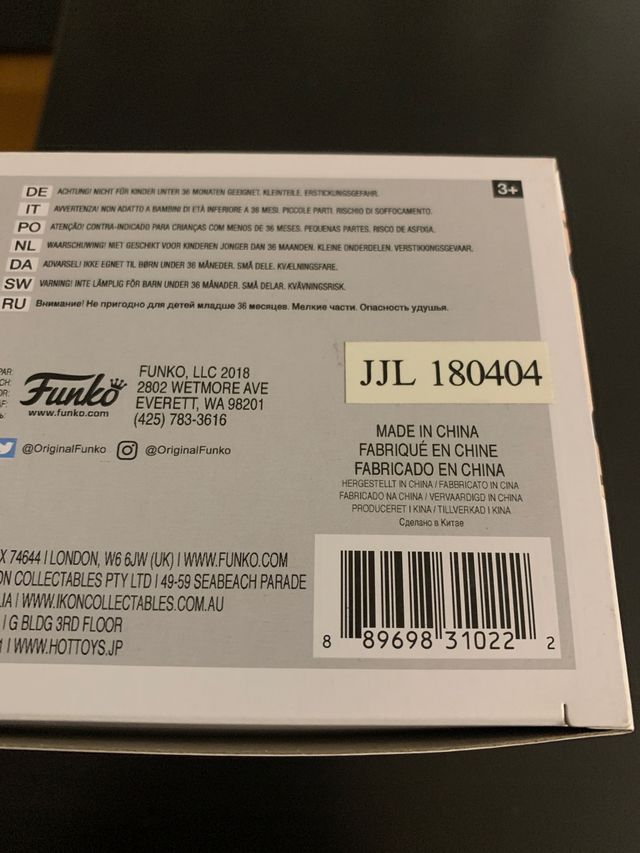 3+
DE ACHTUNG! NICHT FÜR KINDER UNTER 36 MONATEN GEEIGNET. KLEINTEILE. ERSTICKUNGSGEFAHR.
IT AVVERTENZA! NON ADATTO A BAMBINI DI ETÀ INFERIORE A 36 MESI. PICCOLE PARTI. RISCHIO DI SOFFOCAMENTO.
PO ATENÇÃO! CONTRA-INDICADO PARA CRIANÇAS COM MENOS DE 36 MESES. PEQUENAS PARTES. RISCO DE ASFIXIA.
NL WAARSCHUWING! NIET GESCHIKT VOOR KINDEREN JONGER DAN 36 MAANDEN. KLEINE ONDERDELEN. VERSTIKKINGSGEVAAR.
DA ADVARSEL! IKKE EGNET TIL BØRN UNDER 36 MÅNEDER. SMÅ DELE. KVÆLNINGSFARE.
SW VARNING! INTE LÄMPLIG FÖR BARN UNDER 36 MÅNADER. SMÅ DELAR. KVÄVNINGSRISK.
RU Внимание! Не пригодно для детей младше 36 месяцев. Мелкие части. Опасность удушья.
Funko
www.funko.com
FUNKO, LLC 2018
2802 WETMORE AVE
EVERETT, WA 98201
(425) 783-3616
@OriginalFunko @OriginalFunko
JJL 180404
MADE IN CHINA
FABRIQUÉ EN CHINE
FABRICADO EN CHINA
HERGESTELLT IN CHINA / FABBRICATO IN CINA
FABRICADO NA CHINA / VERVAARDIGD IN CHINA
PRODUCERET I KINA / TILLVERKAD I KINA
Сделано в Китае
X 74644 | LONDON, W6 6JW (UK) | WWW.FUNKO.COM
ON COLLECTABLES PTY LTD | 49-59 SEABEACH PARADE
LIA | WWW.IKONCOLLECTABLES.COM.AU
| G BLDG 3RD FLOOR
1 | WWW.HOTTOYS.JP
8 89698 31022 2